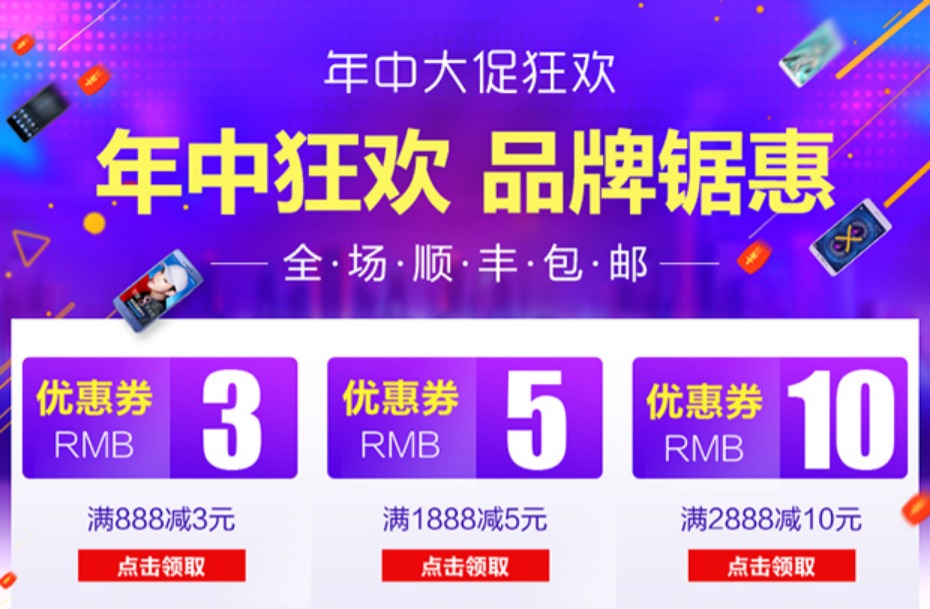 年中大促狂欢
年中狂欢 品牌锯惠
全·场·顺·丰·包·邮
优惠券 RMB 3
优惠券 RMB 5
优惠券 RMB 10
满888减3元
满1888减5元
满2888减10元
点击领取
点击领取
点击领取